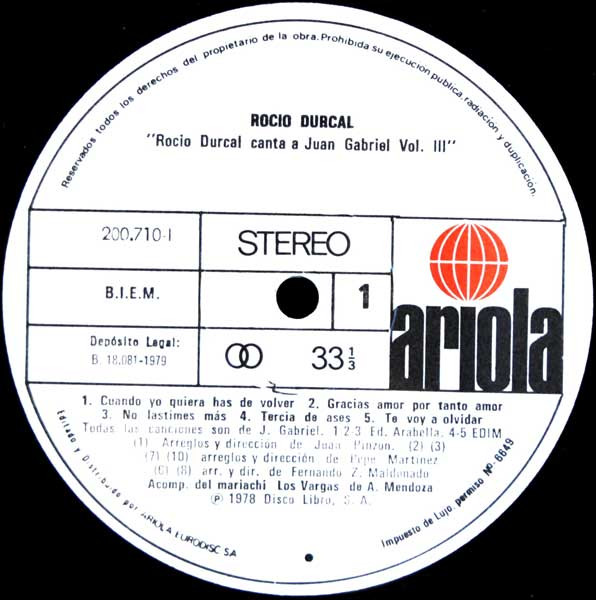 Reservados todos los derechos del propietario de la obra. Prohibida su ejecución publica, radiacion y duplicación.
ROCIO DURCAL
"Rocio Durcal canta a Juan Gabriel Vol. III"
200.710-I
STEREO
B.I.E.M.
1
ariola
Depósito Legal:
B. 18.081-1979
33 1/3
1. Cuando yo quiera has de volver 2. Gracias amor por tanto amor
3. No lastimes más 4. Tercia de ases 5. Te voy a olvidar
Todas las canciones son de J. Gabriel. 1-2-3 Ed. Arabella. 4-5 EDIM
(1) Arreglos y dirección de Juan Pinzon. (2) (3)
(7) (10) arreglos y dirección de Pepe Martinez
(6) (8) arr. y dir. de Fernando Z. Maldonado
Acomp. del mariachi Los Vargas de A. Mendoza
℗ 1978 Disco Libro, S. A.
Editado y Distribuido por ARIOLA EURODISC S.A
Impuesto de Lujo, permiso Nº 6649